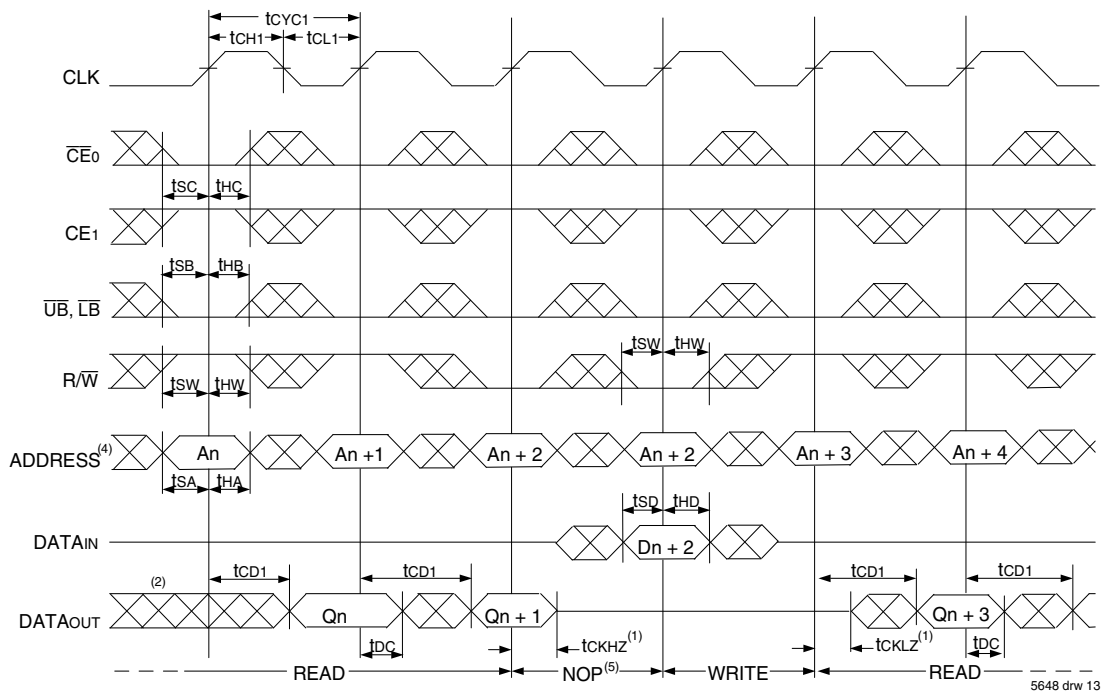 tCYC1
tCH1 tCL1
CLK
CE0
tSC tHC
CE1
tSB tHB
UB, LB
tSW tHW
R/W
tSW tHW
ADDRESS(4) An An +1 An + 2 An + 2 An + 3 An + 4
tSA tHA
tSD tHD
DATAIN Dn + 2
(2) tCD1 tCD1 tCD1 tCD1
DATAOUT Qn Qn + 1 Qn + 3
tDC tCKHZ(1) tCKLZ(1) tDC
READ NOP(5) WRITE READ
5648 drw 13